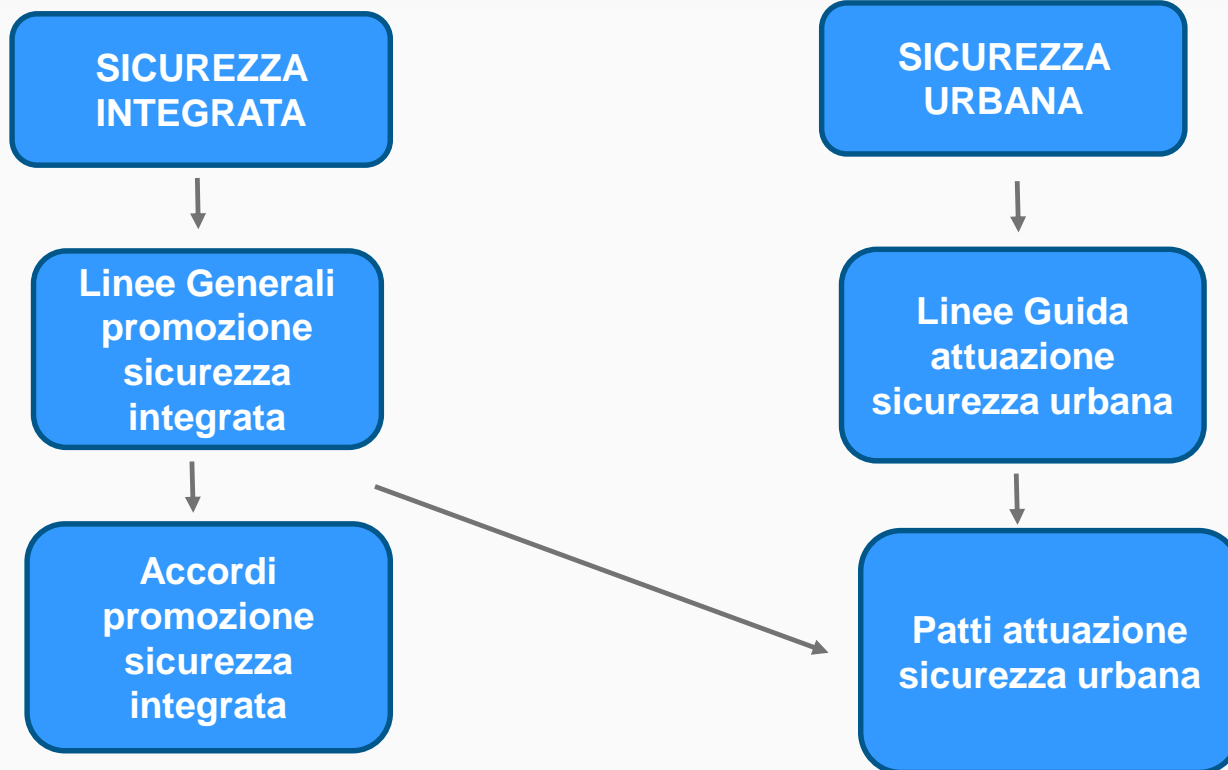 SICUREZZA
INTEGRATA
SICUREZZA
URBANA
Linee Generali
promozione
sicurezza
integrata
Linee Guida
attuazione
sicurezza urbana
Accordi
promozione
sicurezza
integrata
Patti attuazione
sicurezza urbana